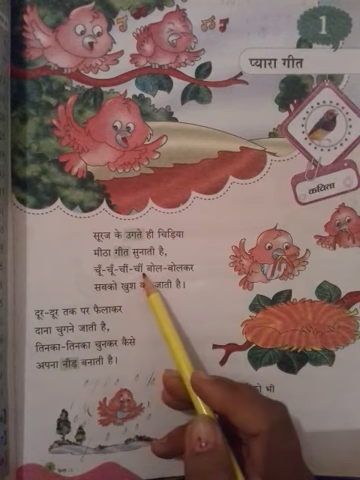 1
प्यारा गीत
कविता
सूरज के उगते ही चिड़िया
मीठा गीत सुनाती है,
चूँ-चूँ-चीं-चीं बोल-बोलकर
सबको खुश जाती है।
दूर-दूर तक पर फैलाकर
दाना चुगने जाती है,
तिनका-तिनका चुनकर कैसे
अपना नीड़ बनाती है।
भी